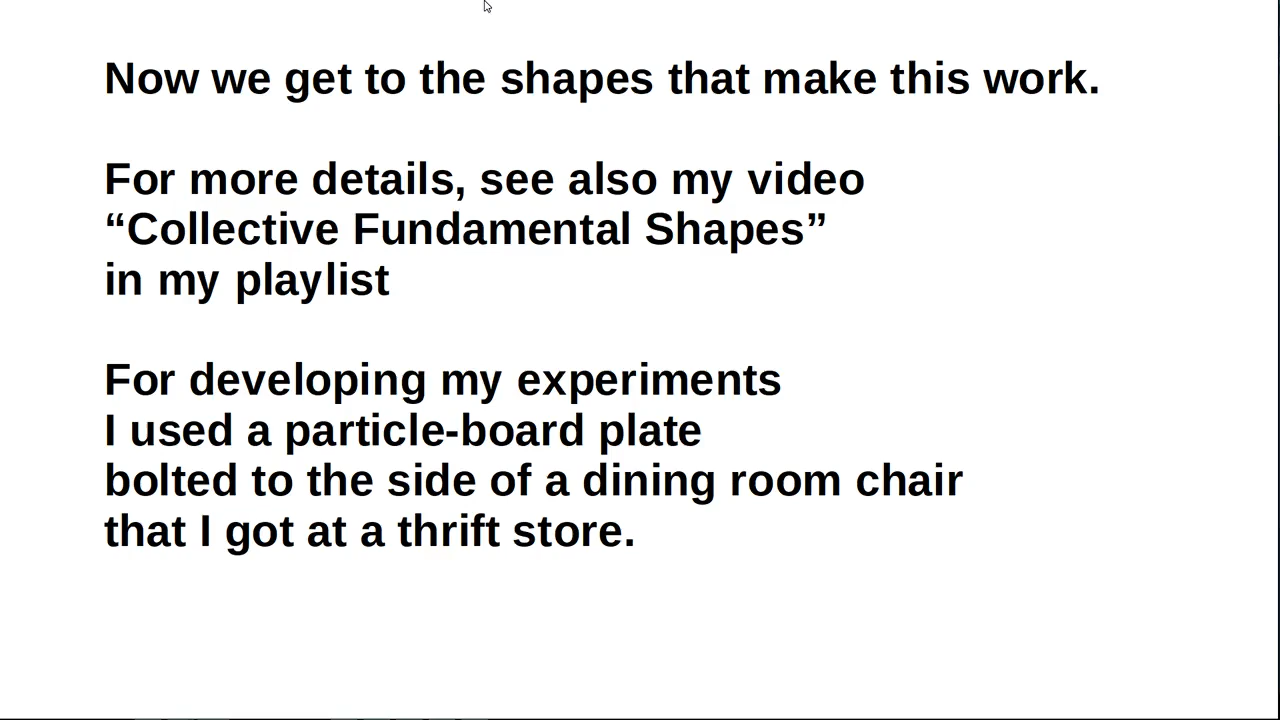 Now we get to the shapes that make this work.
For more details, see also my video
“Collective Fundamental Shapes”
in my playlist
For developing my experiments
I used a particle-board plate
bolted to the side of a dining room chair
that I got at a thrift store.